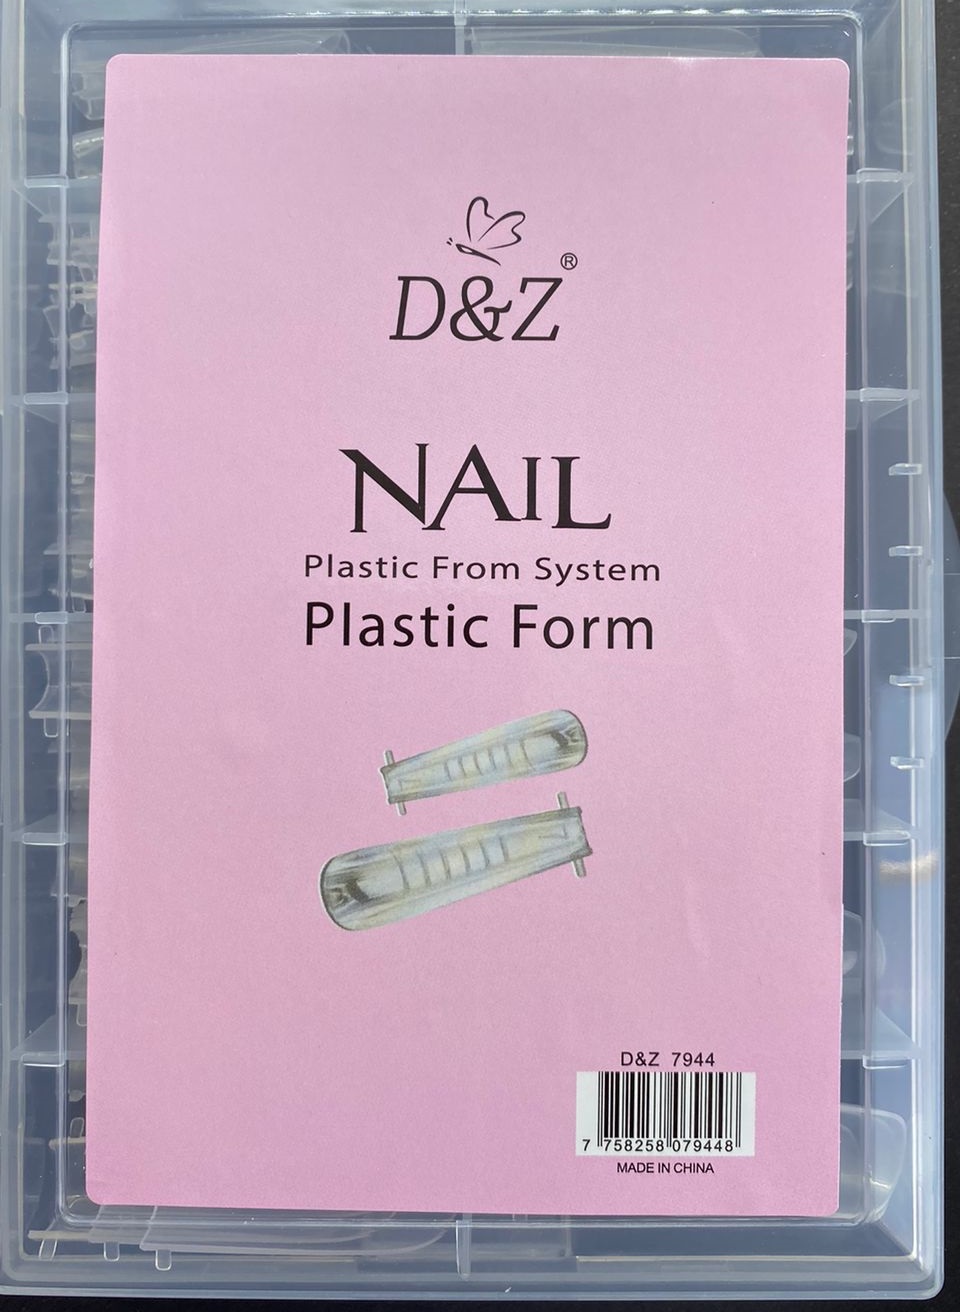 D&Z®
NAIL
Plastic From System
Plastic Form
D&Z 7944
7 758258 079448
MADE IN CHINA